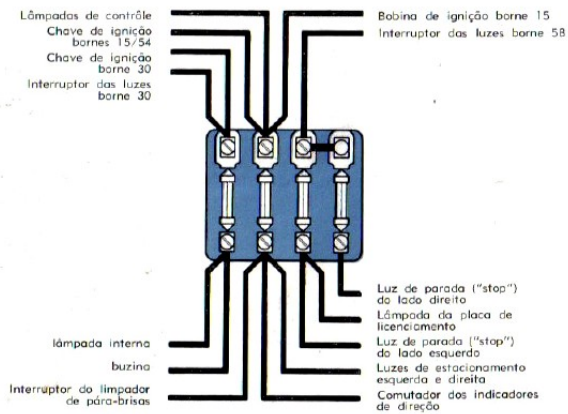 Lâmpadas de contrôle
Chave de ignição
bornes 15/54
Chave de ignição
borne 30
Interruptor das luzes
borne 30
Bobina de ignição borne 15
Interruptor das luzes borne 58
lâmpada interna
buzina
Interruptor do limpador
de pára-brisas
Luz de parada ("stop")
do lado direito
Lâmpada da placa de
licenciamento
Luz de parada ("stop")
do lado esquerdo
Luzes de estacionamento
esquerda e direita
Comutador dos indicadores
de direção